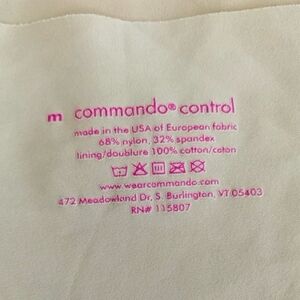 m commando® control
made in the USA of European fabric
68% nylon, 32% spandex
lining/doublure 100% cotton/coton
www.wearcommando.com
472 Meadowland Dr, S. Burlington, VT 05403
RN# 115807